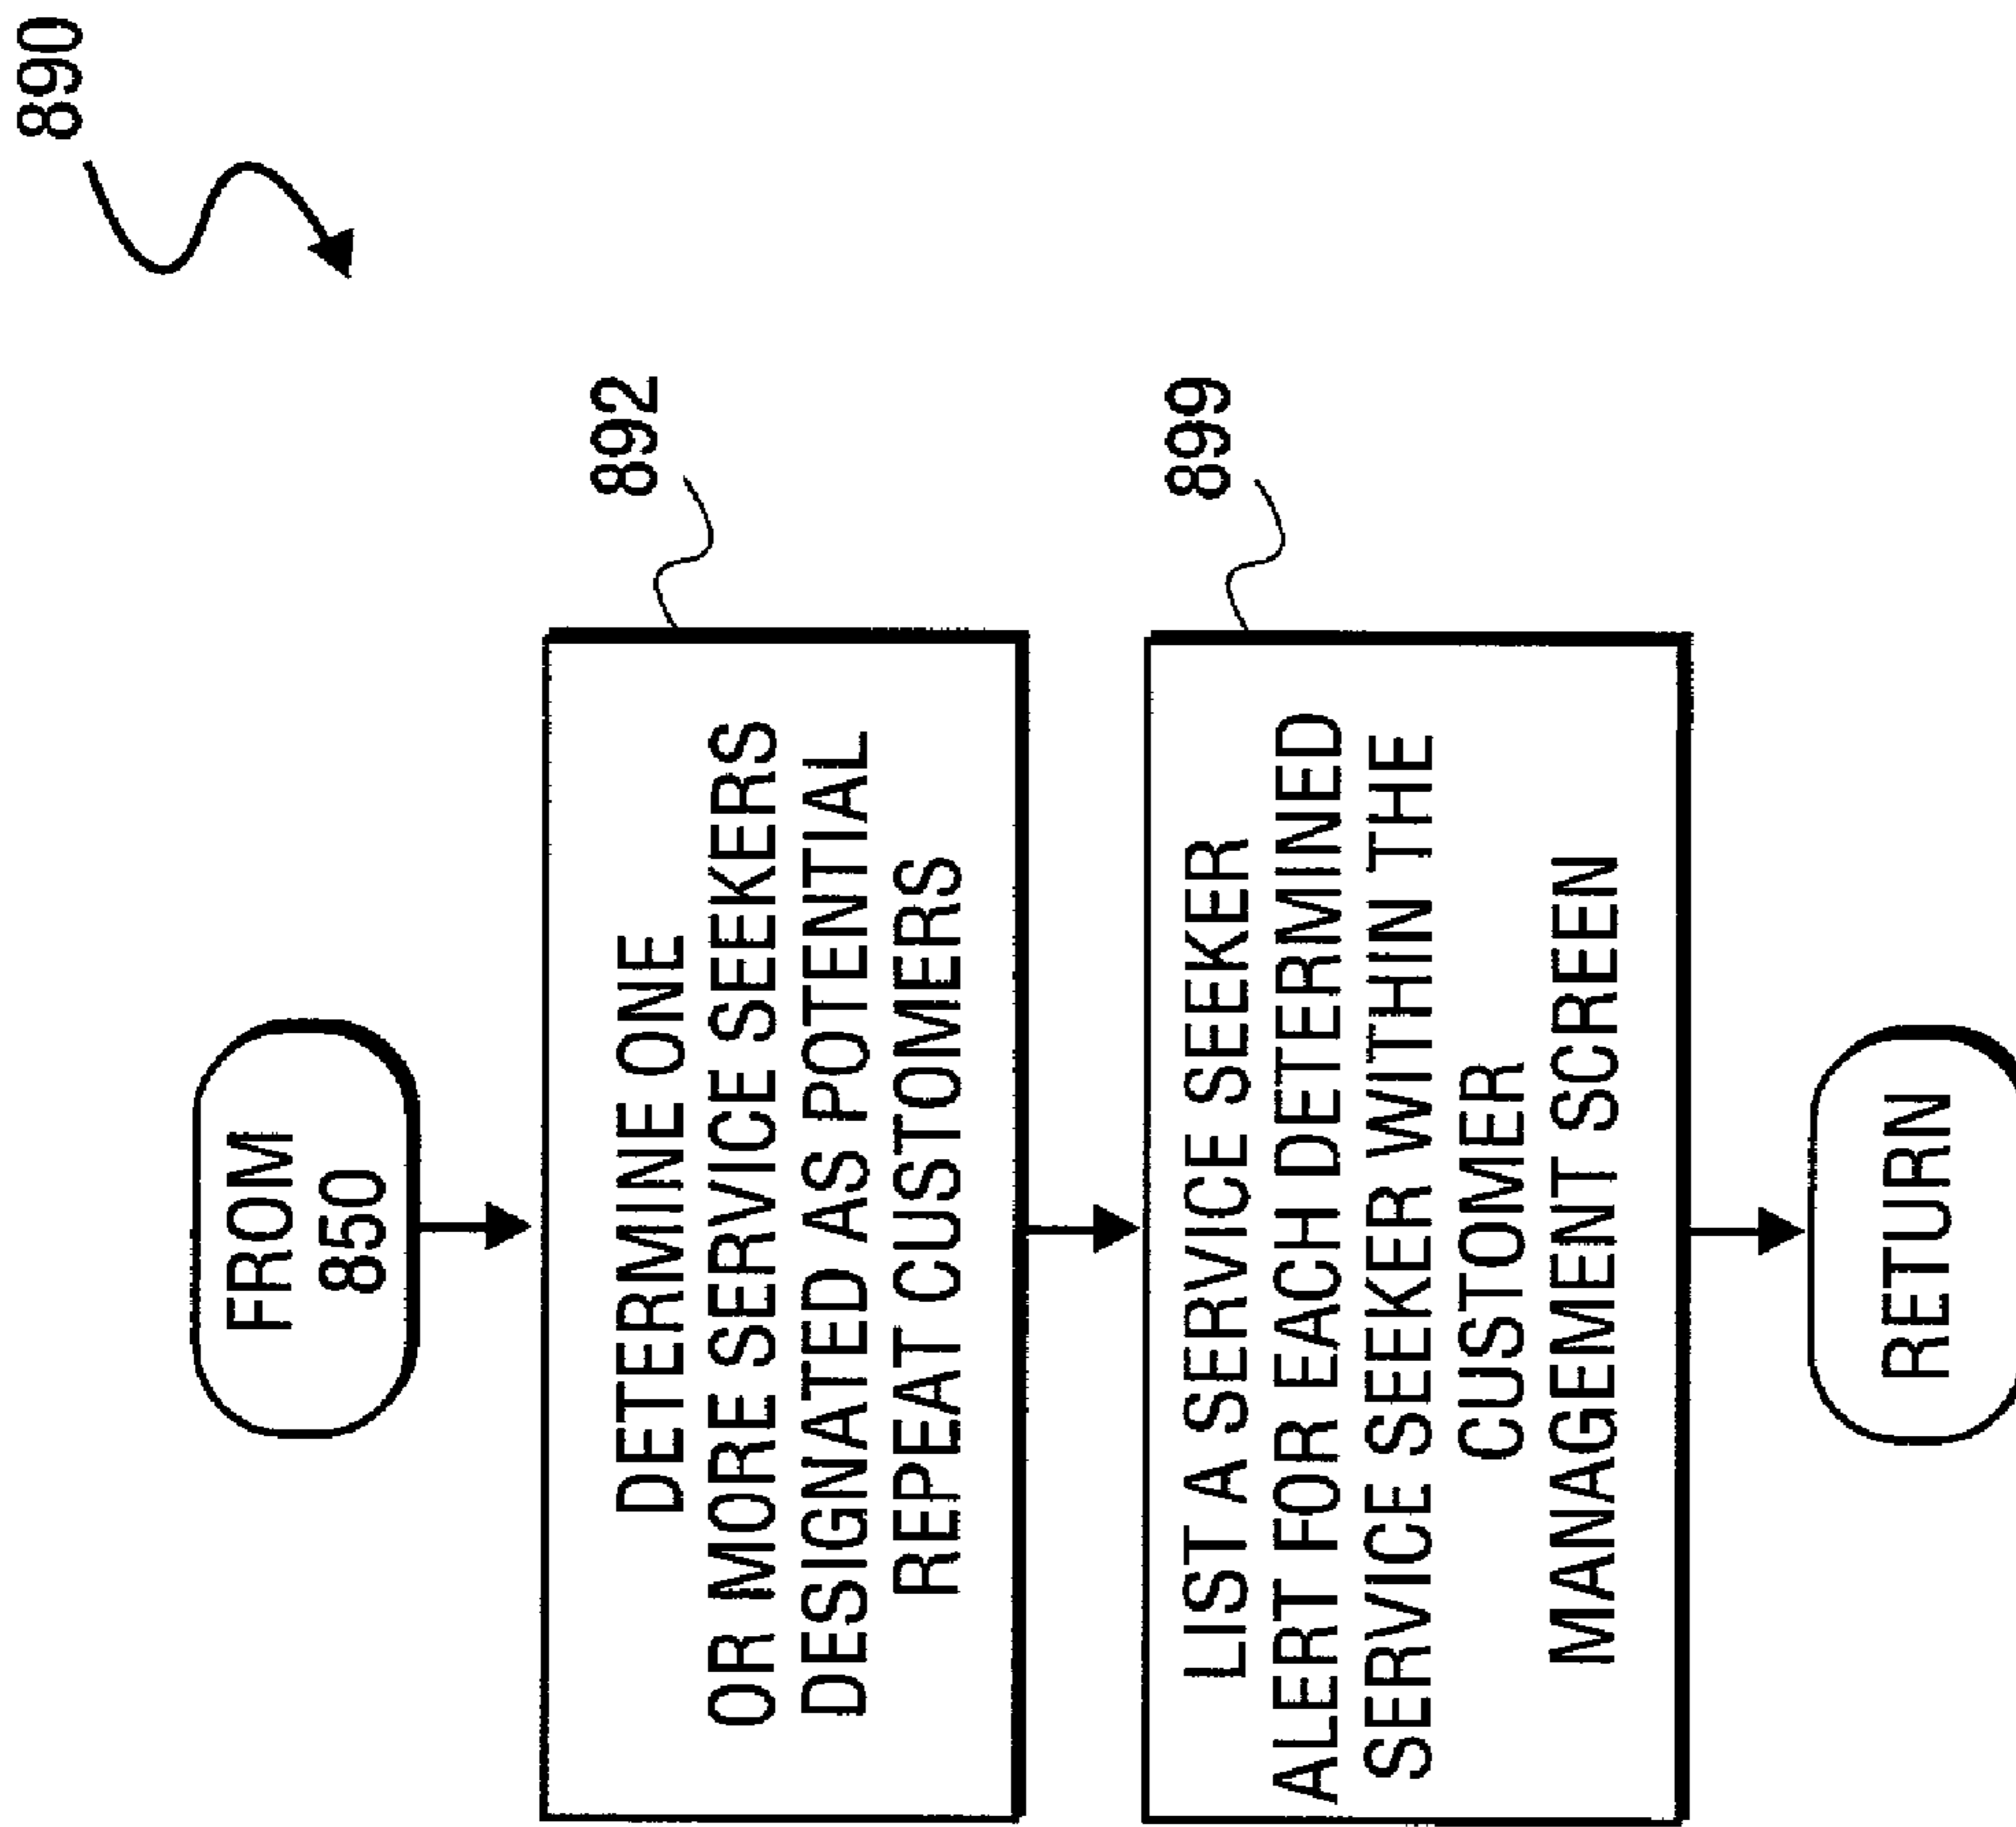 890
FROM
850
892
DETERMINE ONE
OR MORE SERVICE SEEKERS
DESIGNATED AS POTENTIAL
REPEAT CUSTOMERS
899
LIST A SERVICE SEEKER
ALERT FOR EACH DETERMINED
SERVICE SEEKER WITHIN THE
CUSTOMER
MANAGEMENT SCREEN
RETURN